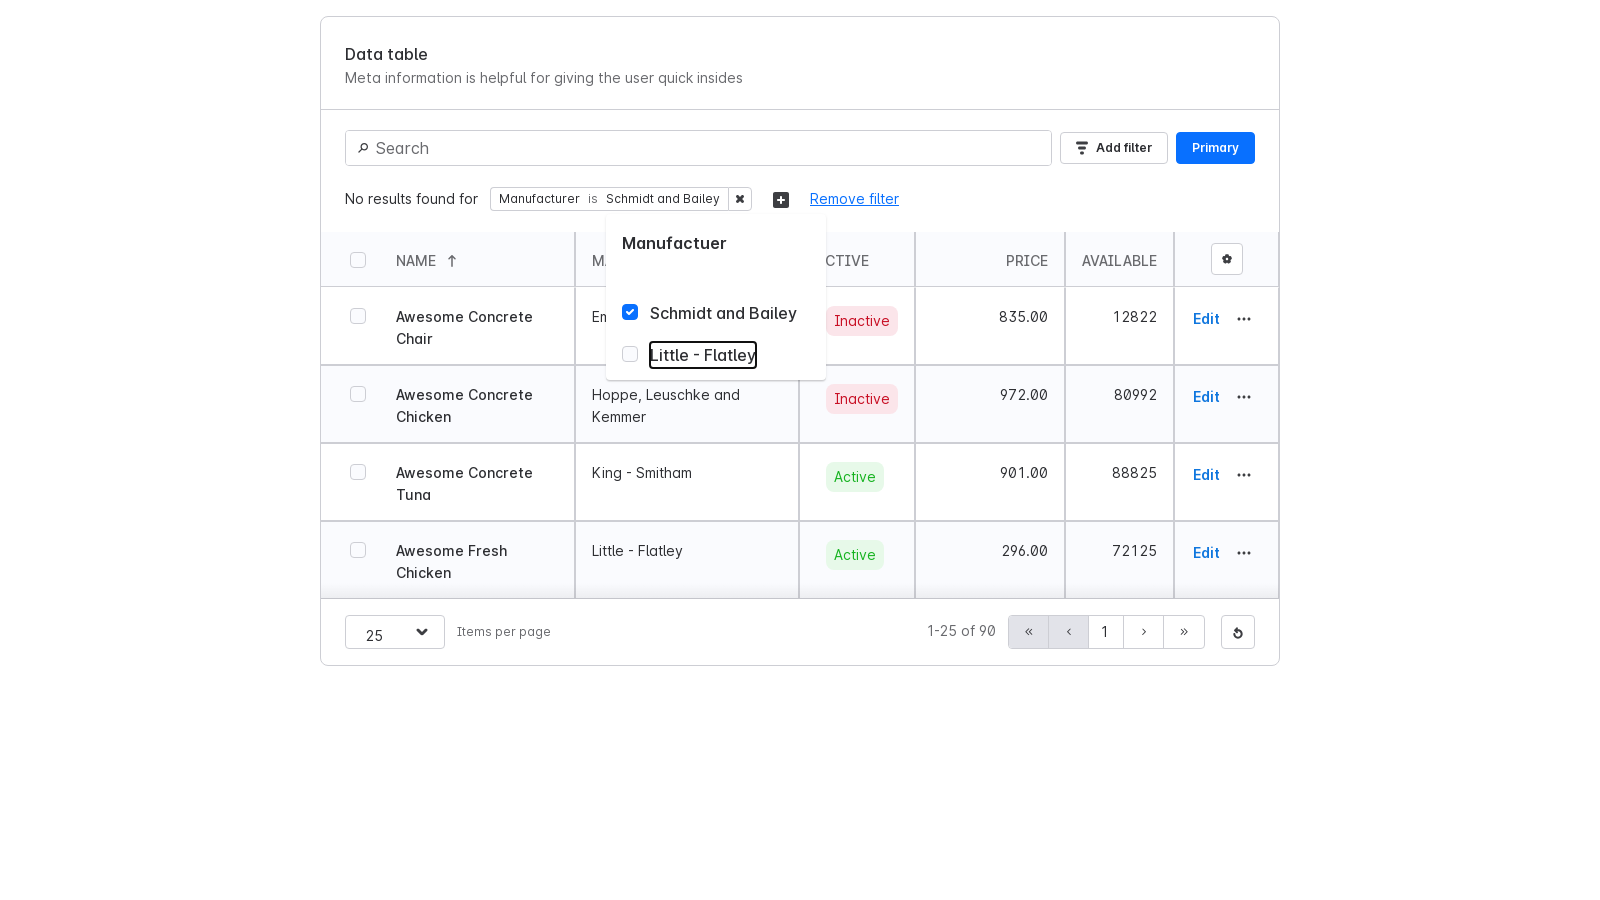 Data table
Meta information is helpful for giving the user quick insides
Search
Add filter
Primary
No results found for
Manufacturer is Schmidt and Bailey
Remove filter
Manufactuer
Schmidt and Bailey
Little - Flatley
NAME
CTIVE
PRICE
AVAILABLE
Awesome Concrete
Chair
Em
Inactive
835.00
12822
Edit
Awesome Concrete
Chicken
Hoppe, Leuschke and
Kemmer
Inactive
972.00
80992
Edit
Awesome Concrete
Tuna
King - Smitham
Active
901.00
88825
Edit
Awesome Fresh
Chicken
Little - Flatley
Active
296.00
72125
Edit
25
Items per page
1-25 of 90
« ‹ 1 › »